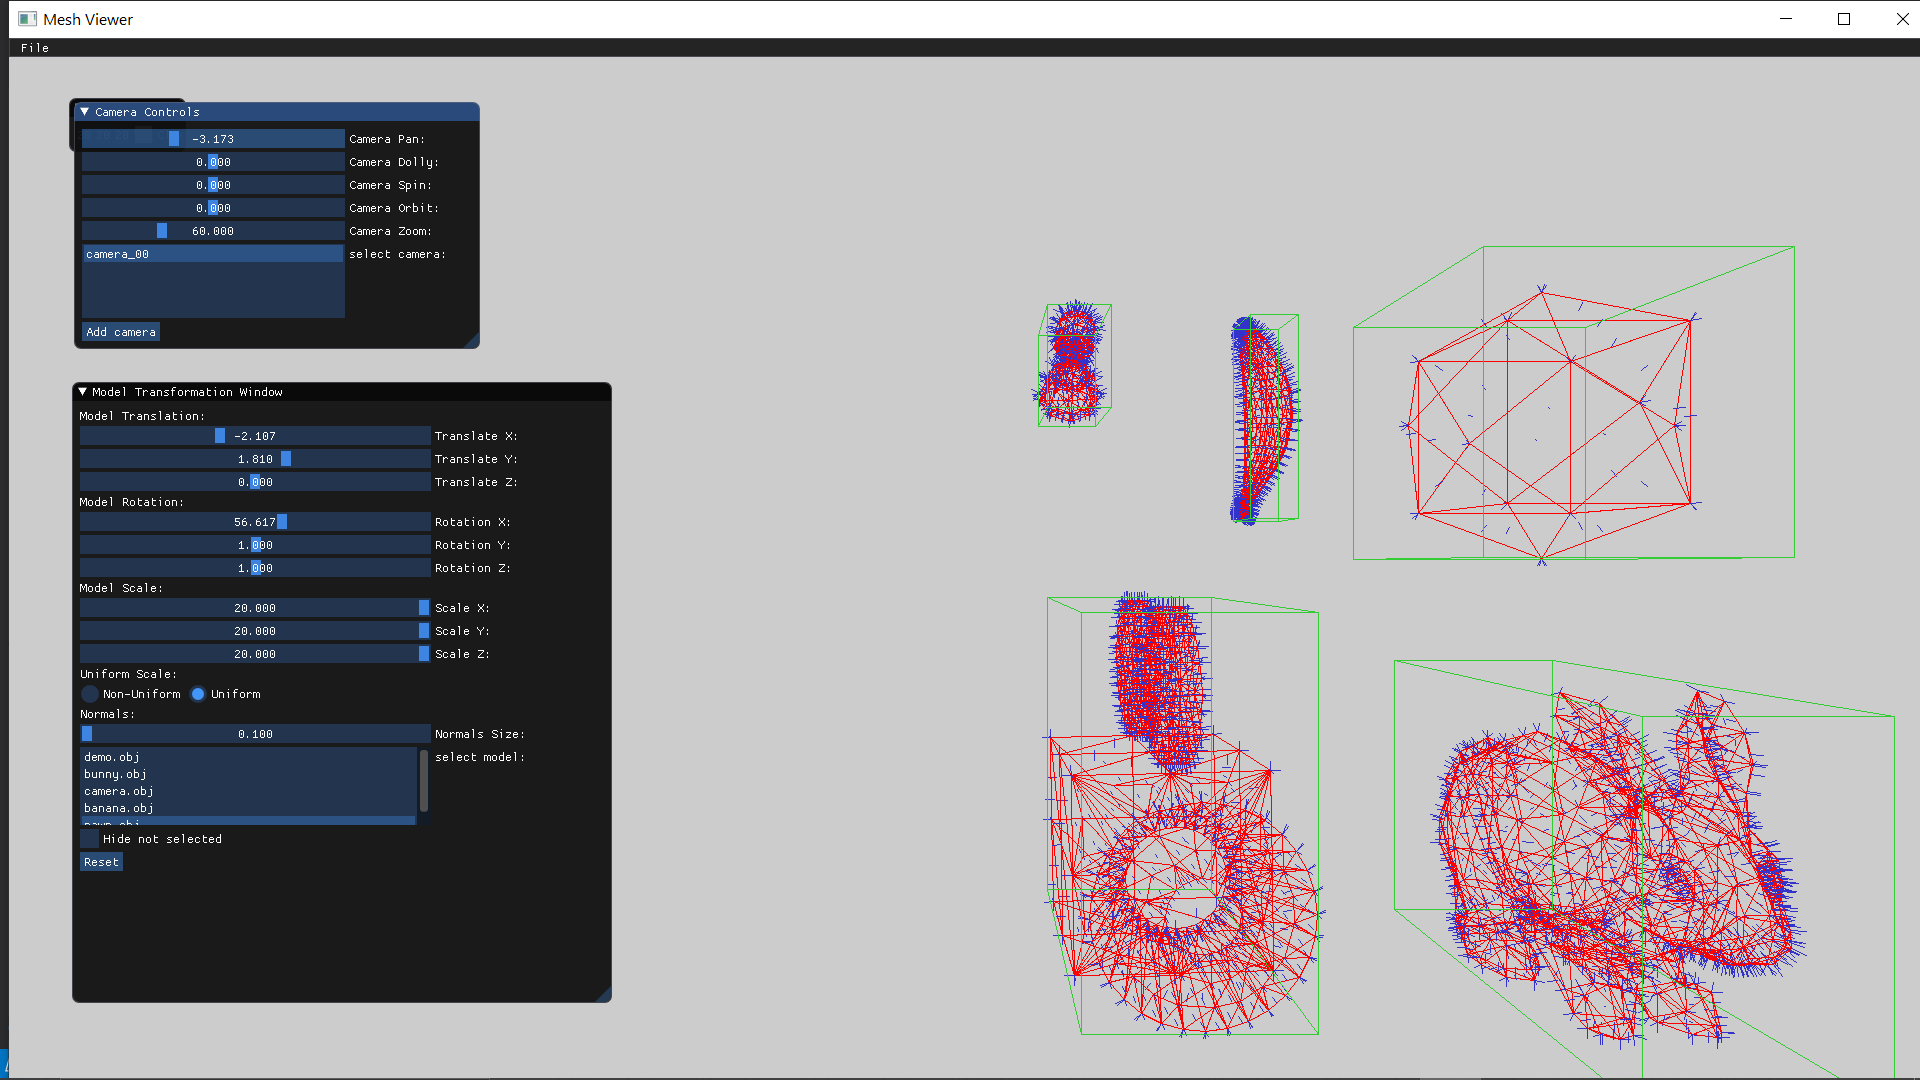 Mesh Viewer
File
Camera Controls
-3.173 Camera Pan:
0.000 Camera Dolly:
0.000 Camera Spin:
0.000 Camera Orbit:
60.000 Camera Zoom:
camera_00 select camera:
Add camera
Model Transformation Window
Model Translation:
-2.107 Translate X:
1.810 Translate Y:
0.000 Translate Z:
Model Rotation:
56.617 Rotation X:
1.000 Rotation Y:
1.000 Rotation Z:
Model Scale:
20.000 Scale X:
20.000 Scale Y:
20.000 Scale Z:
Uniform Scale:
Non-Uniform Uniform
Normals:
0.100 Normals Size:
demo.obj select model:
bunny.obj
camera.obj
banana.obj
Hide not selected
Reset